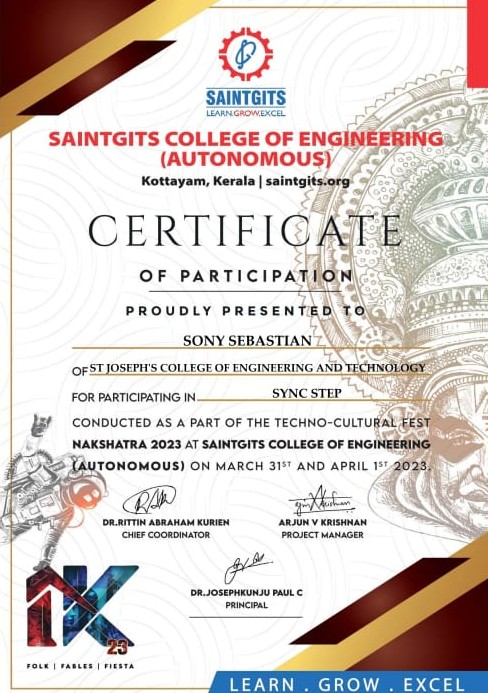 SAINTGITS
LEARN.GROW.EXCEL
SAINTGITS COLLEGE OF ENGINEERING
(AUTONOMOUS)
Kottayam, Kerala | saintgits.org
CERTIFICATE
OF PARTICIPATION
PROUDLY PRESENTED TO
SONY SEBASTIAN
OF ST JOSEPH'S COLLEGE OF ENGINEERING AND TECHNOLOGY
FOR PARTICIPATING IN SYNC STEP
CONDUCTED AS A PART OF THE TECHNO-CULTURAL FEST
NAKSHATRA 2023 AT SAINTGITS COLLEGE OF ENGINEERING
(AUTONOMOUS) ON MARCH 31ST AND APRIL 1ST 2023.
DR.RITTIN ABRAHAM KURIEN
CHIEF COORDINATOR
ARJUN V KRISHNAN
PROJECT MANAGER
DR.JOSEPHKUNJU PAUL C
PRINCIPAL
NK
23
FOLK | FABLES | FIESTA
LEARN . GROW . EXCEL